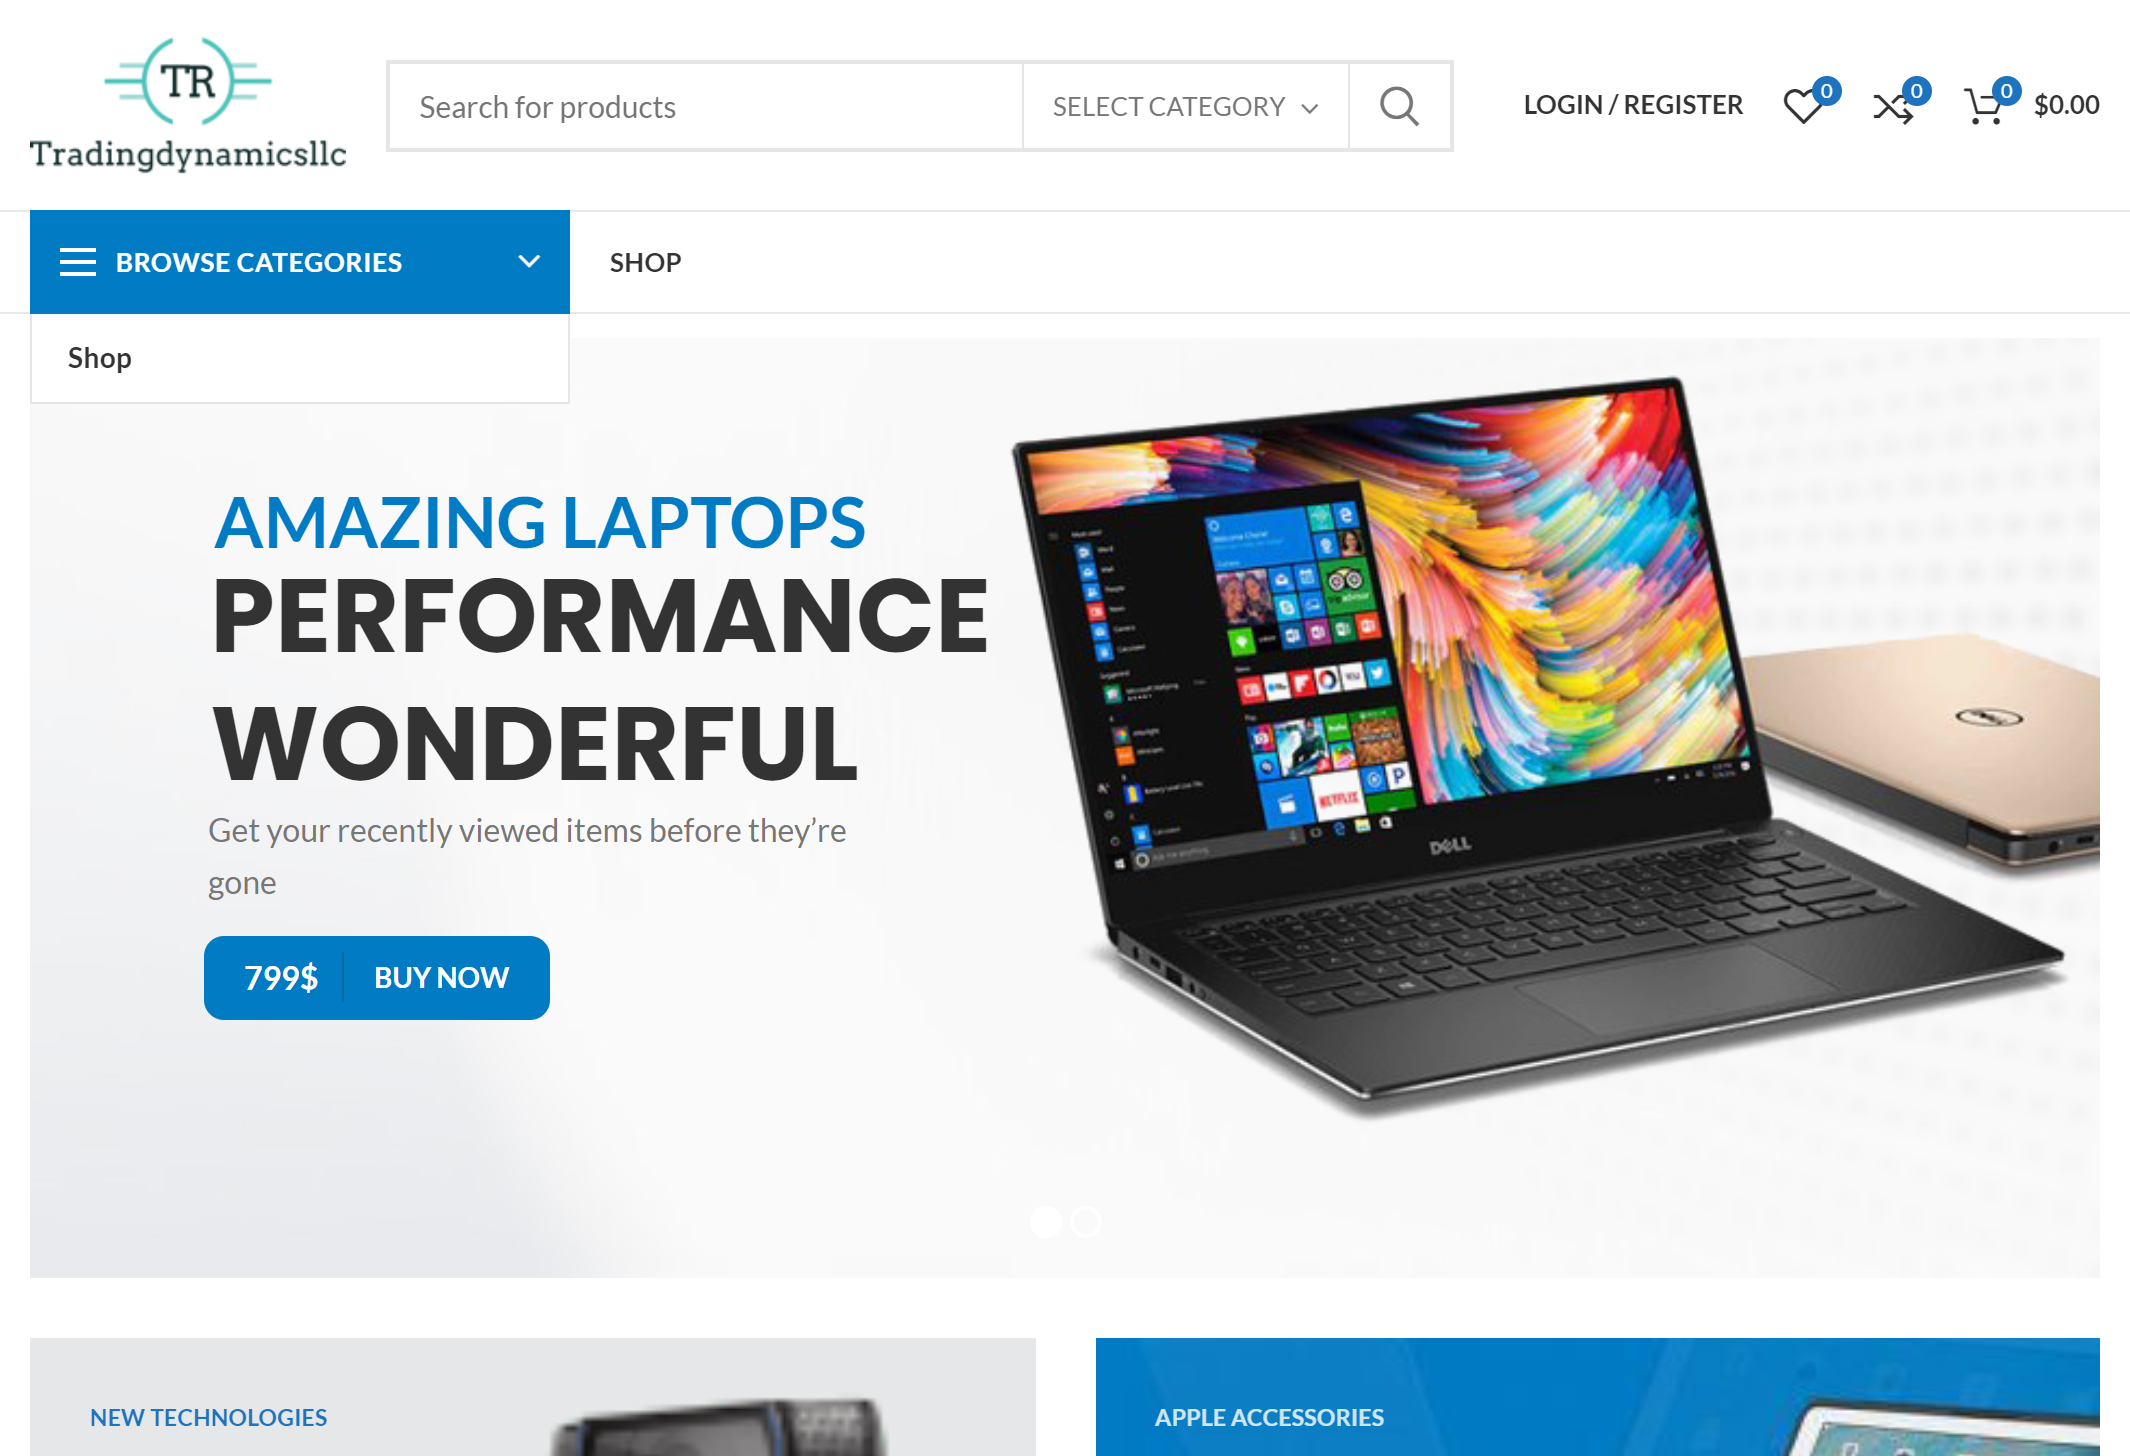 TR
Tradingdynamicsllc
Search for products
SELECT CATEGORY
LOGIN / REGISTER
0
0
0
$0.00
BROWSE CATEGORIES
SHOP
Shop
AMAZING LAPTOPS
PERFORMANCE
WONDERFUL
Get your recently viewed items before they’re
gone
799$
BUY NOW
NETFLIX
DELL
DELL
NEW TECHNOLOGIES
APPLE ACCESSORIES